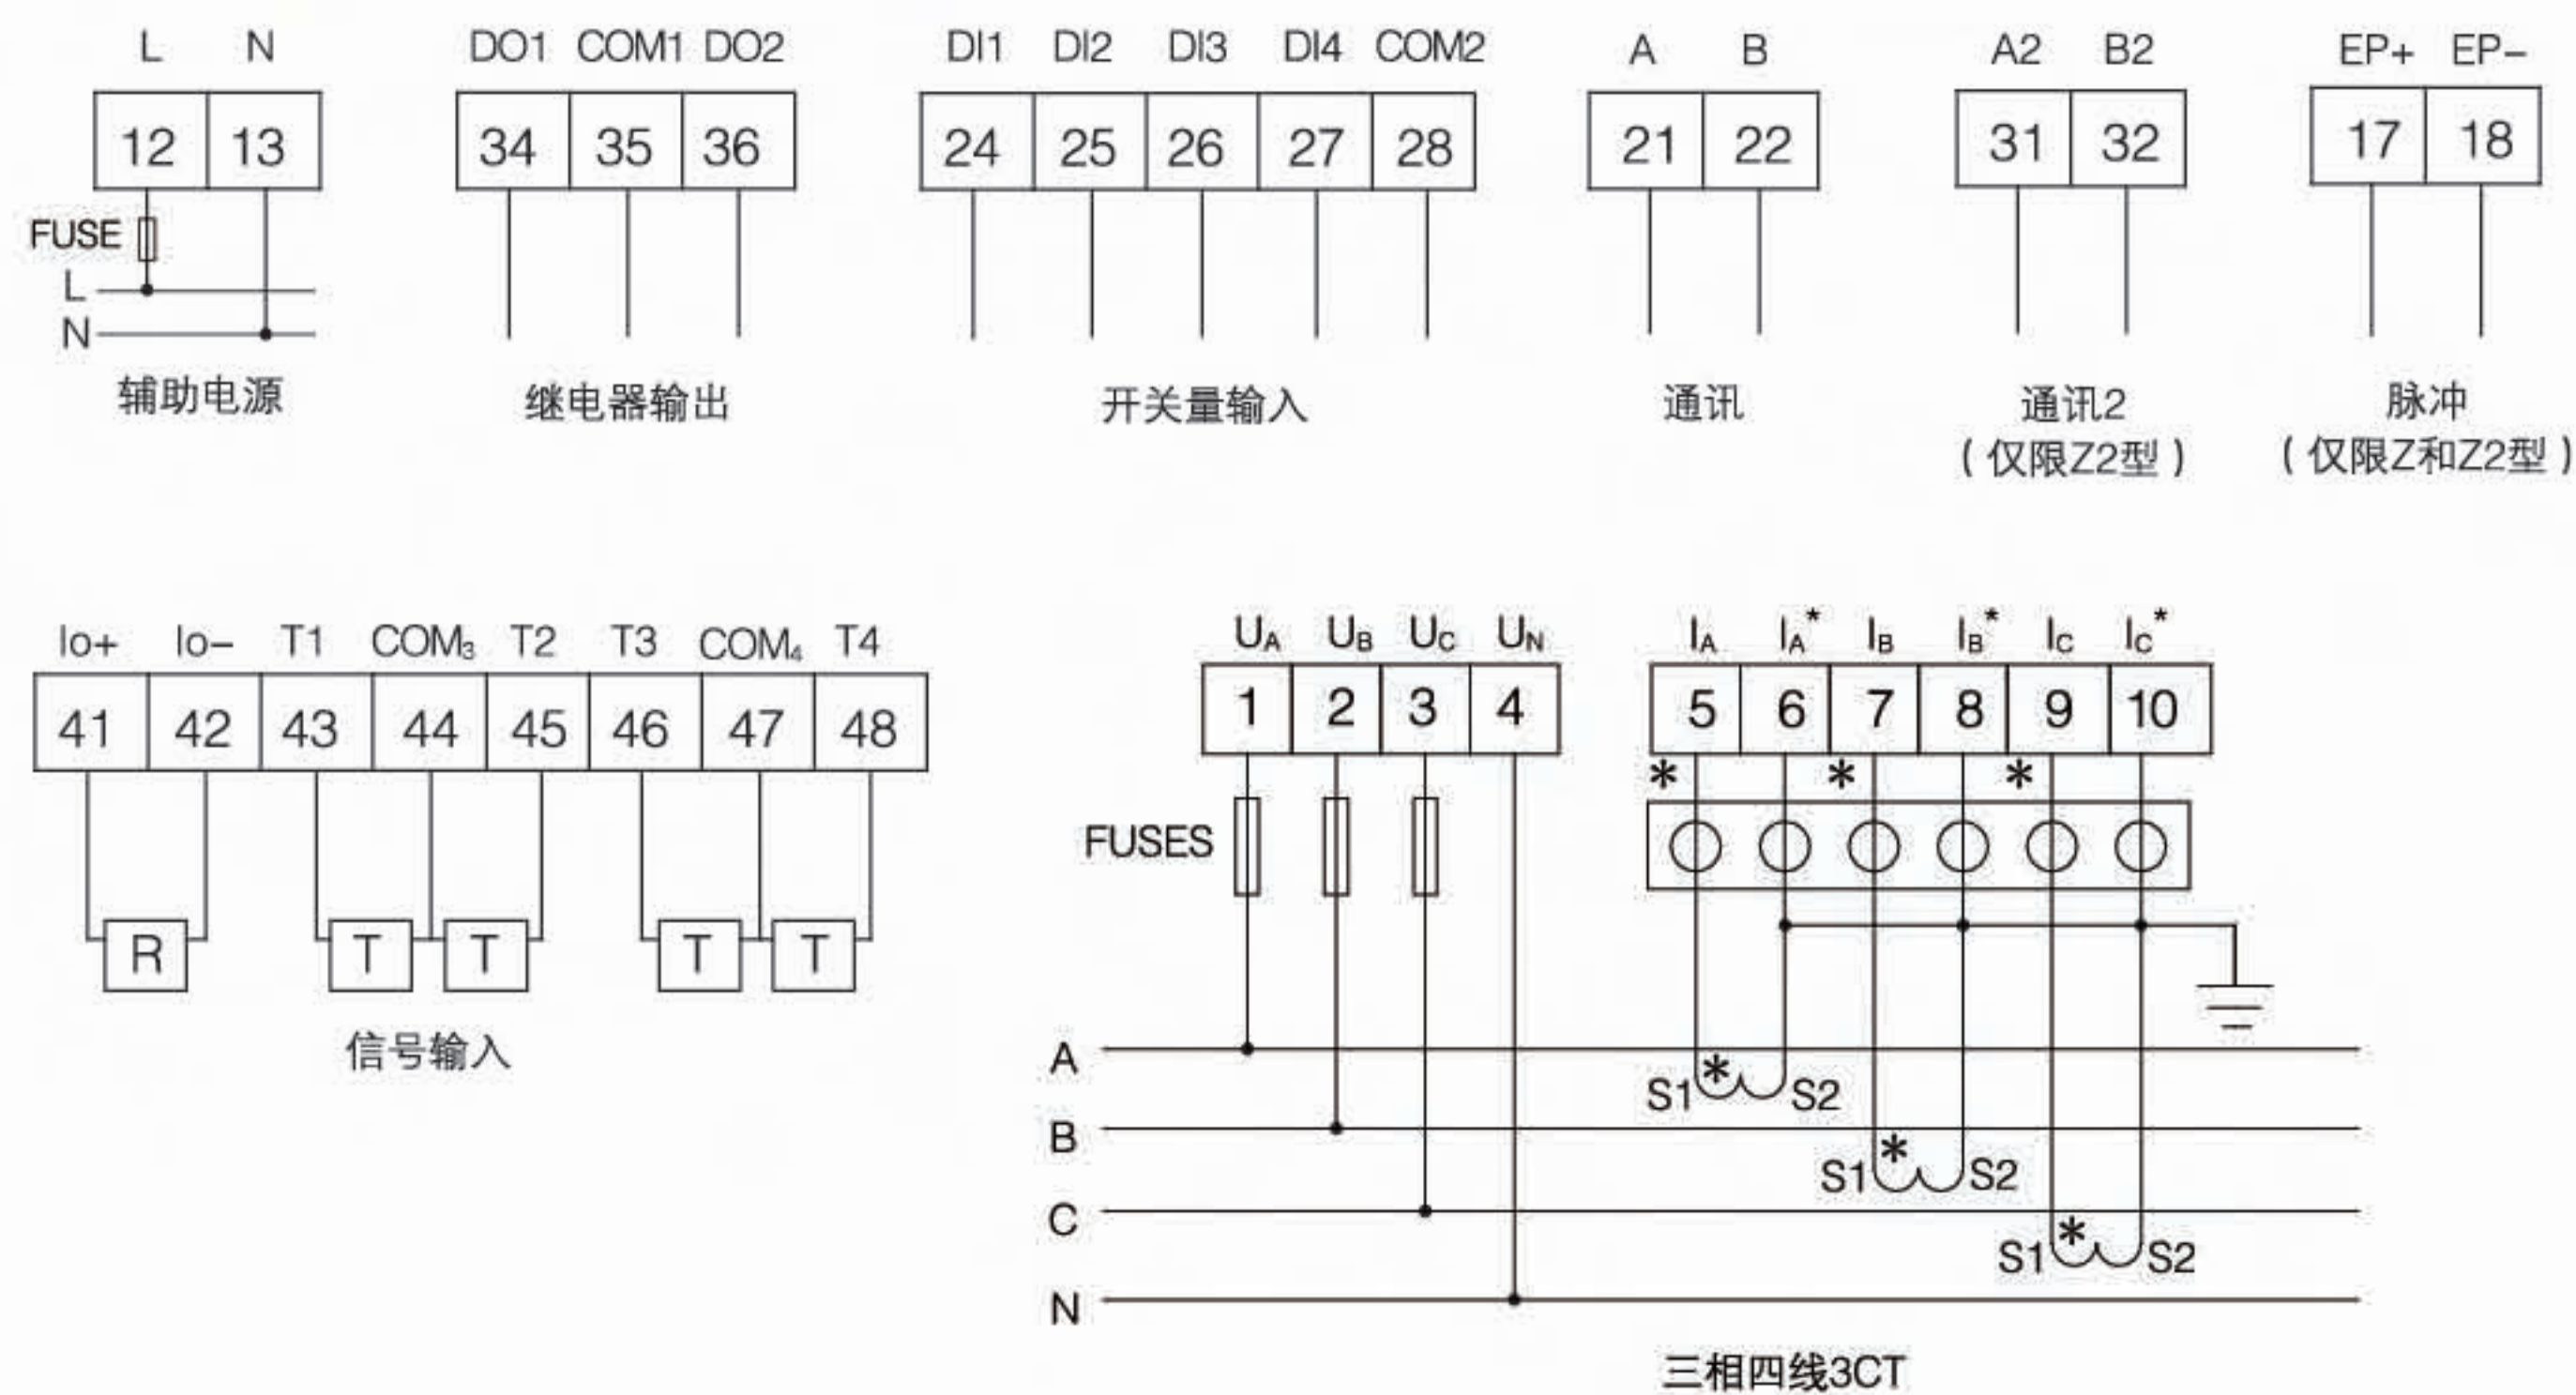 L N
12 13
FUSE
L
N
辅助电源
DO1 COM1 DO2
34 35 36
继电器输出
DI1 DI2 DI3 DI4 COM2
24 25 26 27 28
开关量输入
A B
21 22
通讯
A2 B2
31 32
通讯2
(仅限Z2型)
EP+ EP-
17 18
脉冲
(仅限Z和Z2型)
Io+ Io- T1 COM3 T2 T3 COM4 T4
41 42 43 44 45 46 47 48
R T T T T
信号输入
UA UB UC UN
1 2 3 4
IA IA* IB IB* IC IC*
5 6 7 8 9 10
* * *
FUSES
A
* S1 S2
B
* S1 S2
C
* S1 S2
N
三相四线3CT